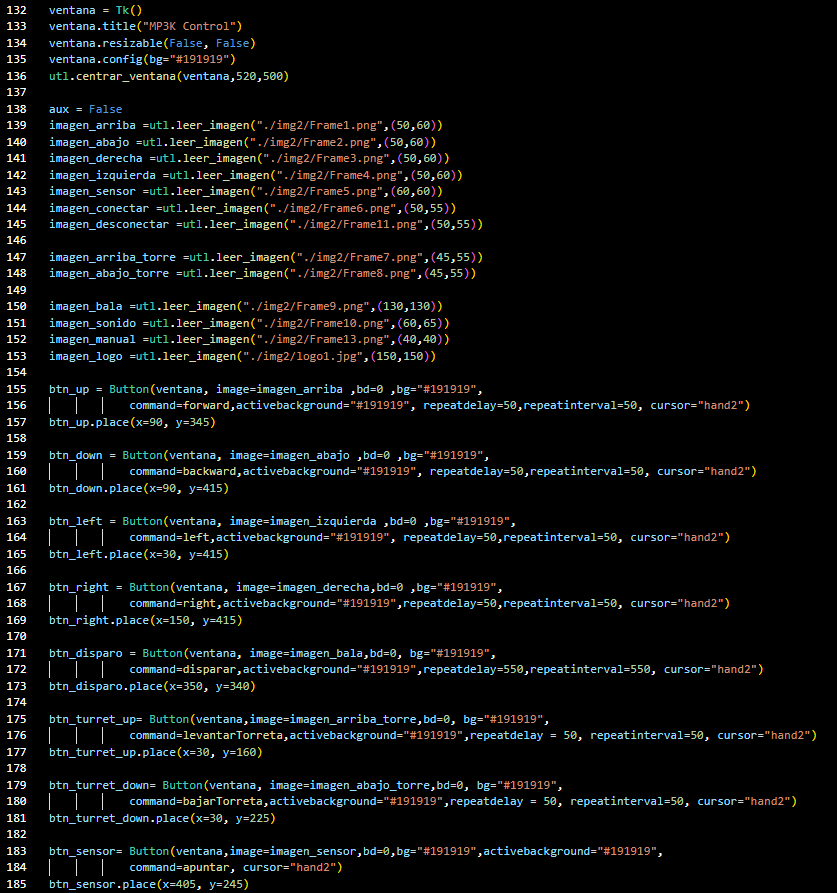 132 ventana = Tk()
133 ventana.title("MP3K Control")
134 ventana.resizable(False, False)
135 ventana.config(bg="#191919")
136 utl.centrar_ventana(ventana,520,500)
137
138 aux = False
139 imagen_arriba =utl.leer_imagen("./img2/Frame1.png",(50,60))
140 imagen_abajo =utl.leer_imagen("./img2/Frame2.png",(50,60))
141 imagen_derecha =utl.leer_imagen("./img2/Frame3.png",(50,60))
142 imagen_izquierda =utl.leer_imagen("./img2/Frame4.png",(50,60))
143 imagen_sensor =utl.leer_imagen("./img2/Frame5.png",(60,60))
144 imagen_conectar =utl.leer_imagen("./img2/Frame6.png",(50,55))
145 imagen_desconectar =utl.leer_imagen("./img2/Frame11.png",(50,55))
146
147 imagen_arriba_torre =utl.leer_imagen("./img2/Frame7.png",(45,55))
148 imagen_abajo_torre =utl.leer_imagen("./img2/Frame8.png",(45,55))
149
150 imagen_bala =utl.leer_imagen("./img2/Frame9.png",(130,130))
151 imagen_sonido =utl.leer_imagen("./img2/Frame10.png",(60,65))
152 imagen_manual =utl.leer_imagen("./img2/Frame13.png",(40,40))
153 imagen_logo =utl.leer_imagen("./img2/logo1.jpg",(150,150))
154
155 btn_up = Button(ventana, image=imagen_arriba ,bd=0 ,bg="#191919",
156 command=forward,activebackground="#191919", repeatdelay=50,repeatinterval=50, cursor="hand2")
157 btn_up.place(x=90, y=345)
158
159 btn_down = Button(ventana, image=imagen_abajo ,bd=0 ,bg="#191919",
160 command=backward,activebackground="#191919", repeatdelay=50,repeatinterval=50, cursor="hand2")
161 btn_down.place(x=90, y=415)
162
163 btn_left = Button(ventana, image=imagen_izquierda ,bd=0 ,bg="#191919",
164 command=left,activebackground="#191919", repeatdelay=50,repeatinterval=50, cursor="hand2")
165 btn_left.place(x=30, y=415)
166
167 btn_right = Button(ventana, image=imagen_derecha,bd=0 ,bg="#191919",
168 command=right,activebackground="#191919",repeatdelay=50,repeatinterval=50, cursor="hand2")
169 btn_right.place(x=150, y=415)
170
171 btn_disparo = Button(ventana, image=imagen_bala,bd=0, bg="#191919",
172 command=disparar,activebackground="#191919",repeatdelay=550,repeatinterval=550, cursor="hand2")
173 btn_disparo.place(x=350, y=340)
174
175 btn_turret_up= Button(ventana,image=imagen_arriba_torre,bd=0, bg="#191919",
176 command=levantarTorreta,activebackground="#191919",repeatdelay = 50, repeatinterval=50, cursor="hand2")
177 btn_turret_up.place(x=30, y=160)
178
179 btn_turret_down= Button(ventana, image=imagen_abajo_torre,bd=0, bg="#191919",
180 command=bajarTorreta,activebackground="#191919",repeatdelay = 50, repeatinterval=50, cursor="hand2")
181 btn_turret_down.place(x=30, y=225)
182
183 btn_sensor= Button(ventana,image=imagen_sensor,bd=0,bg="#191919",activebackground="#191919",
184 command=apuntar, cursor="hand2")
185 btn_sensor.place(x=405, y=245)